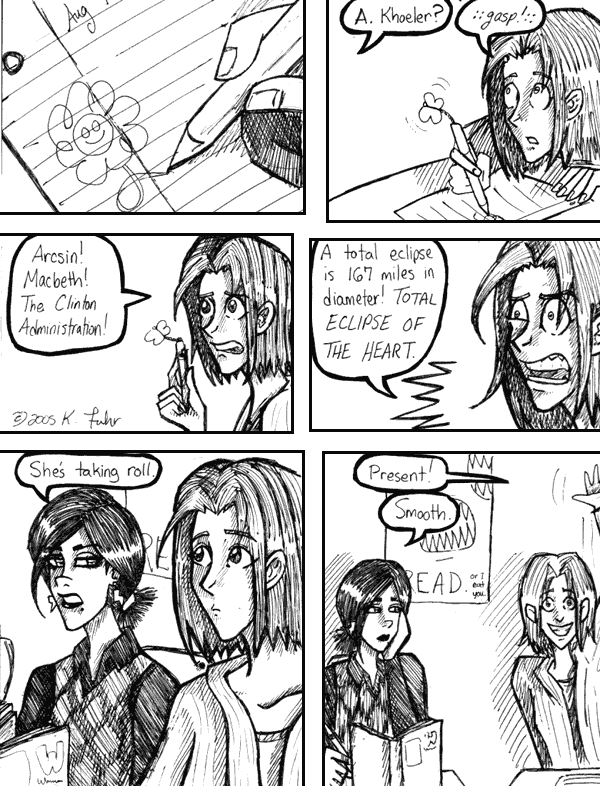 Aug
A. Khoeler?
::gasp!::
Arcsin!
Macbeth!
The Clinton
Administration!
©2005 K. Fuhr
A total eclipse
is 167 miles in
diameter! TOTAL
ECLIPSE OF
THE HEART.
She's taking roll.
W
Present!
Smooth.
READ.
or I
eat
you.
W